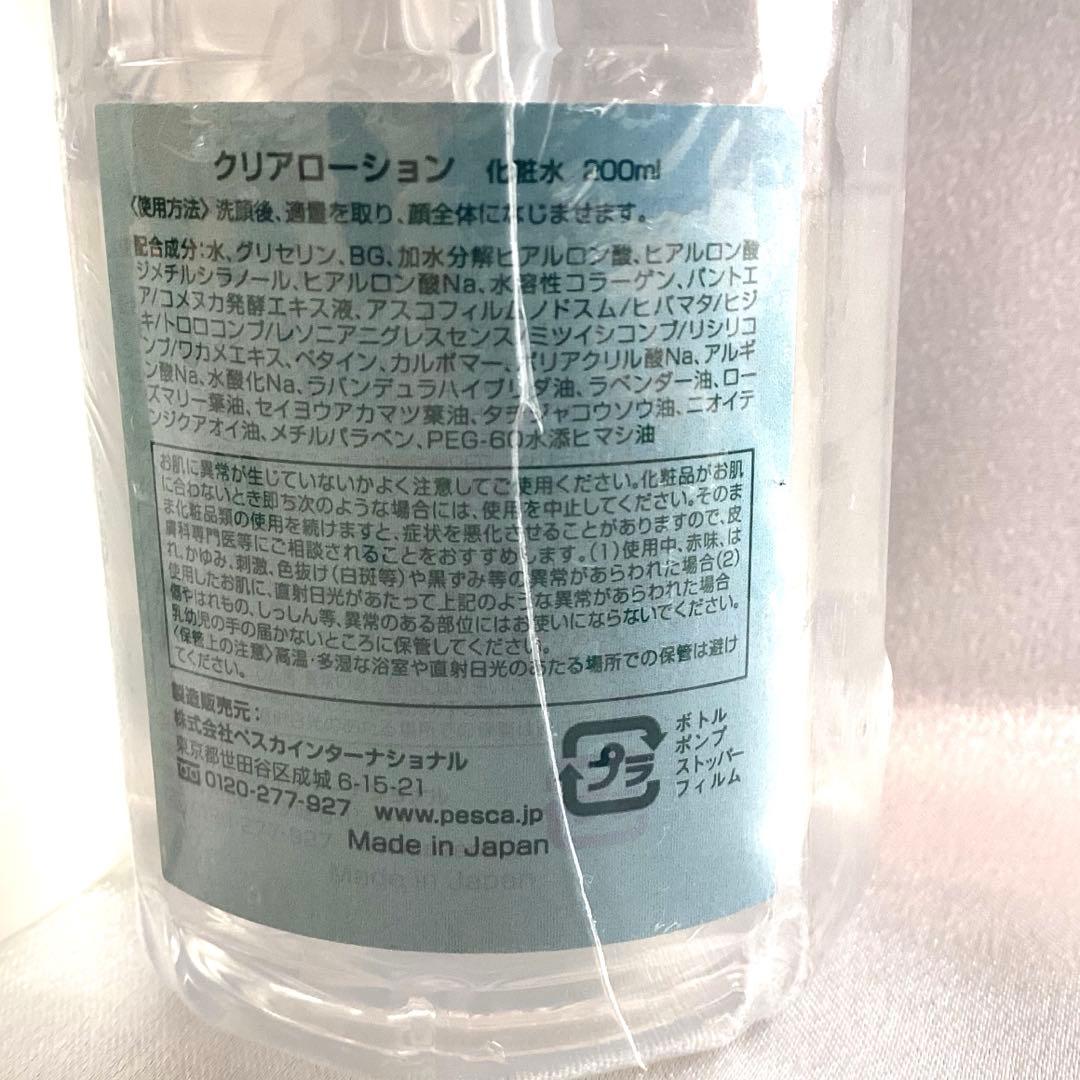 クリアローション 化粧水 200ml
〈使用方法〉洗顔後、適量を取り、顔全体になじませます。
配合成分:水、グリセリン、BG、加水分解ヒアルロン酸、ヒアルロン酸
ジメチルシラノール、ヒアルロン酸Na、水溶性コラーゲン、パントエ
ア/コメヌカ発酵エキス液、アスコフィルムノドスム/ヒバマタ/ヒジ
キ/トロロコンブ/レソニアニグレスセンス/ミツイシコンブ/リシリコ
ンブ/ワカメエキス、ベタイン、カルボマー、ポリアクリル酸Na、アルギ
ン酸Na、水酸化Na、ラバンデュラハイブリダ油、ラベンダー油、ロー
ズマリー葉油、セイヨウアカマツ葉油、タチジャコウソウ油、ニオイテ
ンジクアオイ油、メチルパラベン、PEG-60水添ヒマシ油
お肌に異常が生じていないかよく注意してご使用ください。化粧品がお肌
に合わないとき即ち次のような場合には、使用を中止してください。そのま
ま化粧品類の使用を続けますと、症状を悪化させることがありますので、皮
膚科専門医等にご相談されることをおすすめします。(1)使用中、赤味、は
れ、かゆみ、刺激、色抜け(白斑等)や黒ずみ等の異常があらわれた場合(2)
使用したお肌に、直射日光があたって上記のような異常があらわれた場合
傷やはれもの、しっしん等、異常のある部位にはお使いにならないでください。
乳幼児の手の届かないところに保管してください。
〈保管上の注意〉高温・多湿な浴室や直射日光のあたる場所での保管は避け
てください。
製造販売元:
株式会社ペスカインターナショナル
東京都世田谷区成城 6-15-21
0120-277-927 www.pesca.jp
Made in Japan
プラ
ボトル
ポンプ
ストッパー
フィルム